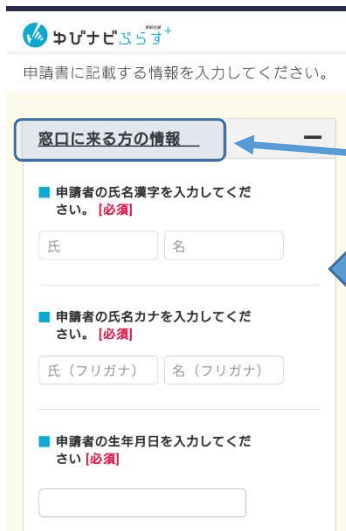 ゆびナビぷらす+
申請書に記載する情報を入力してください。
窓口に来る方の情報
■ 申請者の氏名漢字を入力してくだ
さい。 [必須]
氏 名
■ 申請者の氏名カナを入力してくだ
さい。 [必須]
氏（フリガナ） 名（フリガナ）
■ 申請者の生年月日を入力してくだ
さい [必須]